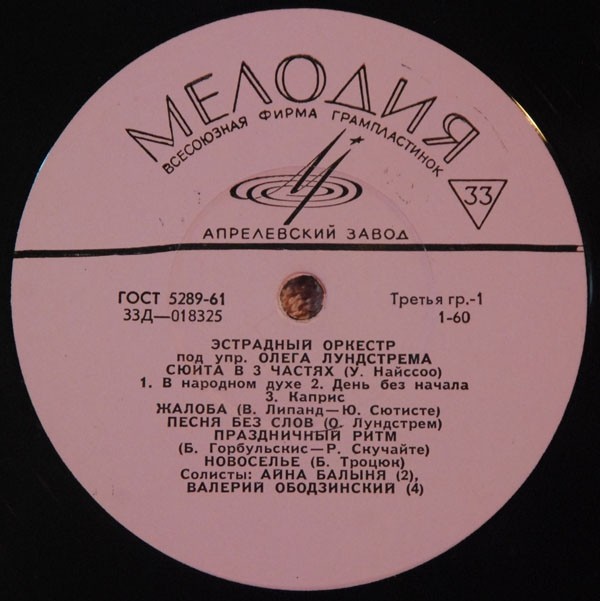 МЕЛОДИЯ
ВСЕСОЮЗНАЯ ФИРМА ГРАМПЛАСТИНОК
33
АПРЕЛЕВСКИЙ ЗАВОД
ГОСТ 5289-61 Третья гр.-1
33Д—018325 1-60
ЭСТРАДНЫЙ ОРКЕСТР
под упр. ОЛЕГА ЛУНДСТРЕМА
СЮИТА В 3 ЧАСТЯХ (У. Найссоо)
1. В народном духе 2. День без начала
3. Каприс
ЖАЛОБА (В. Липанд—Ю. Сютисте)
ПЕСНЯ БЕЗ СЛОВ (О. Лундстрем)
ПРАЗДНИЧНЫЙ РИТМ
(Б. Горбульскис—Р. Скучайте)
НОВОСЕЛЬЕ (Б. Троцюк)
Солисты: АЙНА БАЛЫНЯ (2),
ВАЛЕРИЙ ОБОДЗИНСКИЙ (4)